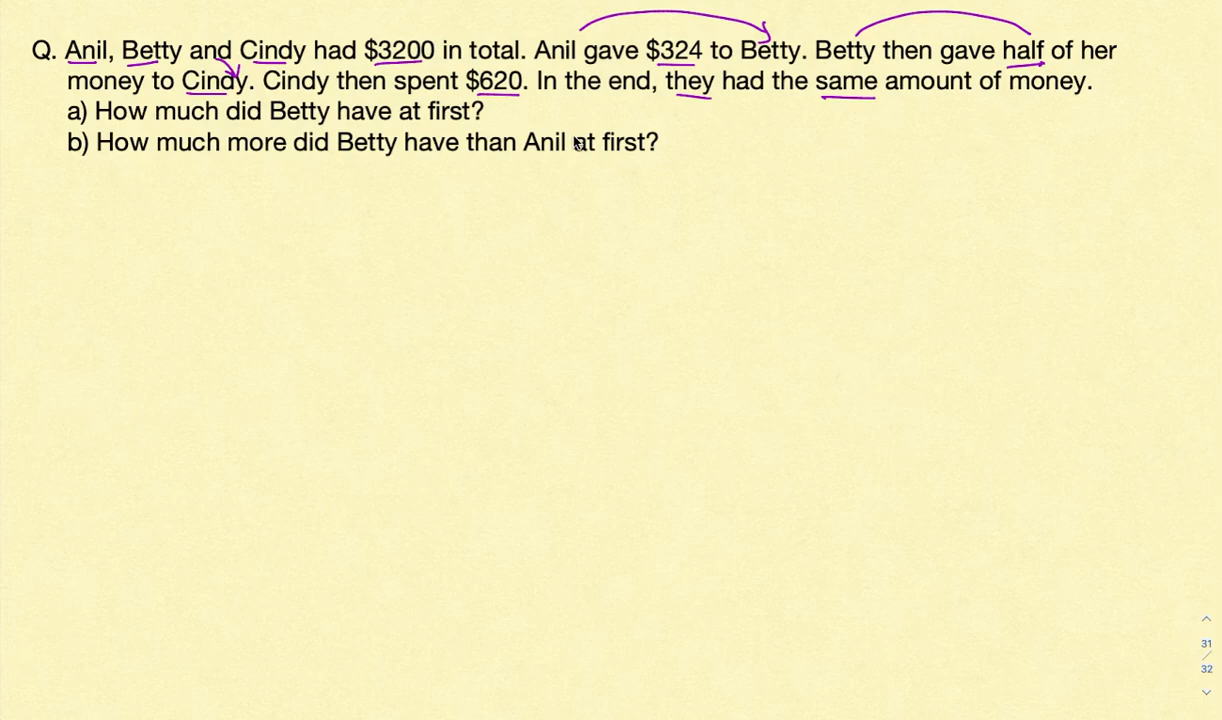 Q. Anil, Betty and Cindy had $3200 in total. Anil gave $324 to Betty. Betty then gave half of her
money to Cindy. Cindy then spent $620. In the end, they had the same amount of money.
a) How much did Betty have at first?
b) How much more did Betty have than Anil at first?
31
/
32